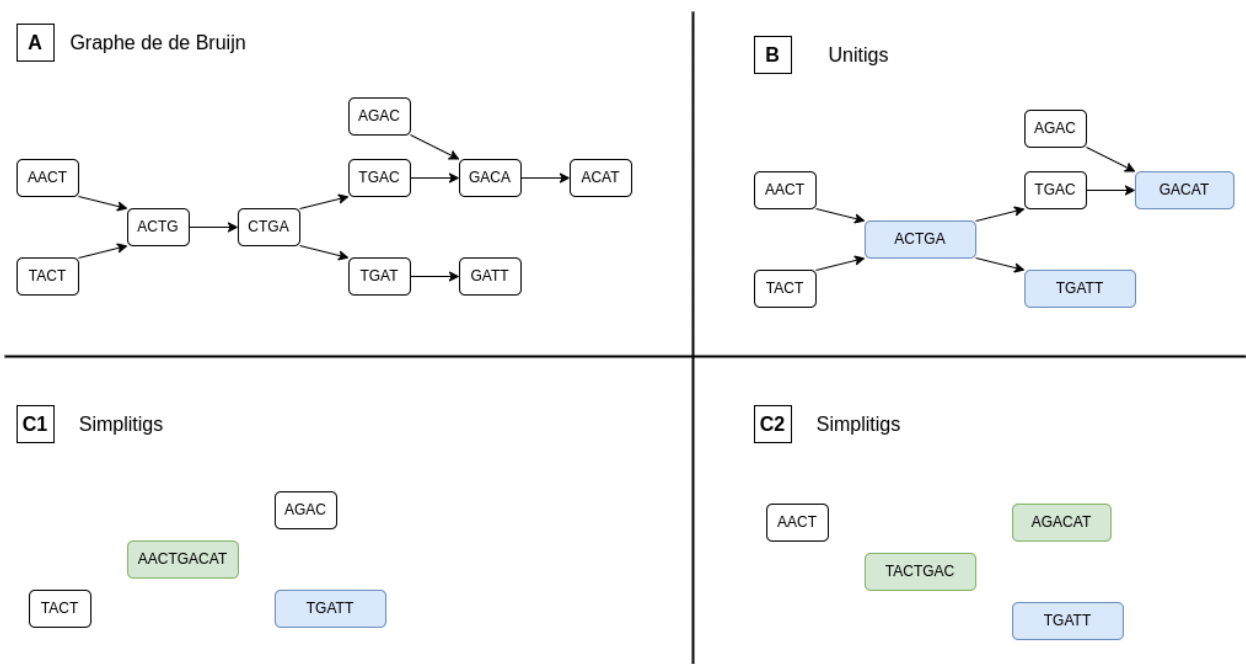 A Graphe de de Bruijn
AGAC
AACT
TGAC GACA ACAT
ACTG CTGA
TACT
TGAT GATT
B Unitigs
AGAC
AACT
TGAC GACAT
ACTGA
TACT
TGATT
C1 Simplitigs
AGAC
AACTGACAT
TACT
TGATT
C2 Simplitigs
AACT
AGACAT
TACTGAC
TGATT